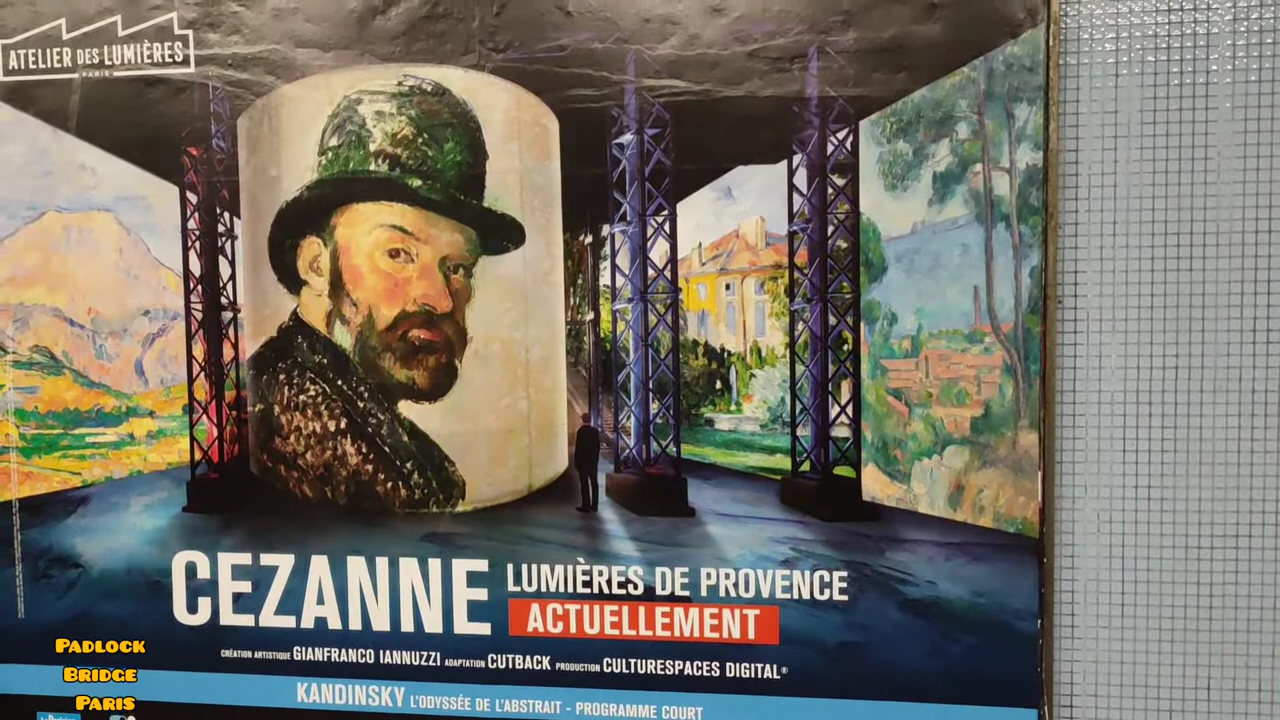 ATELIER DES LUMIÈRES
PARIS
CEZANNE LUMIÈRES DE PROVENCE
ACTUELLEMENT
CRÉATION ARTISTIQUE GIANFRANCO IANNUZZI ADAPTATION CUTBACK PRODUCTION CULTURESPACES DIGITAL®
KANDINSKY L'ODYSSÉE DE L'ABSTRAIT - PROGRAMME COURT
PADLOCK
BRIDGE
PARIS